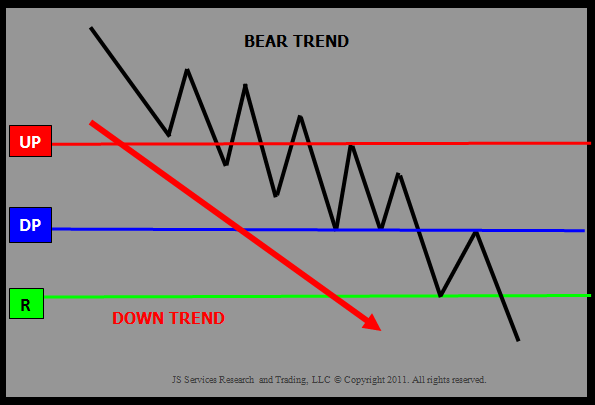 BEAR TREND
UP
DP
R
DOWN TREND
JS Services Research and Trading, LLC © Copyright 2011. All rights reserved.